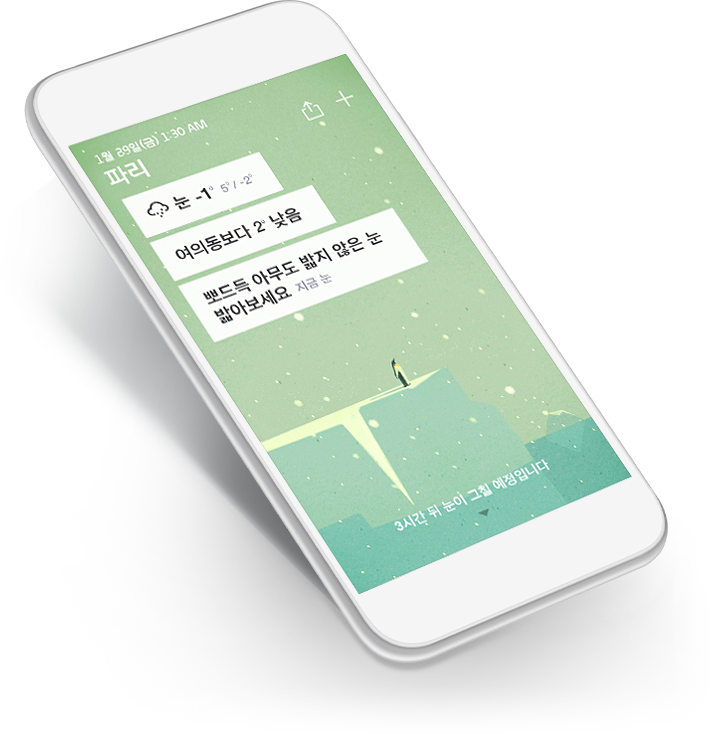 1월 29일(금) 1:30 AM
파리
눈 -1° 5°/ -2°
여의동보다 2° 낮음
뽀드득 아무도 밟지 않은 눈
밟아보세요 지금 눈
3시간 뒤 눈이 그칠 예정입니다